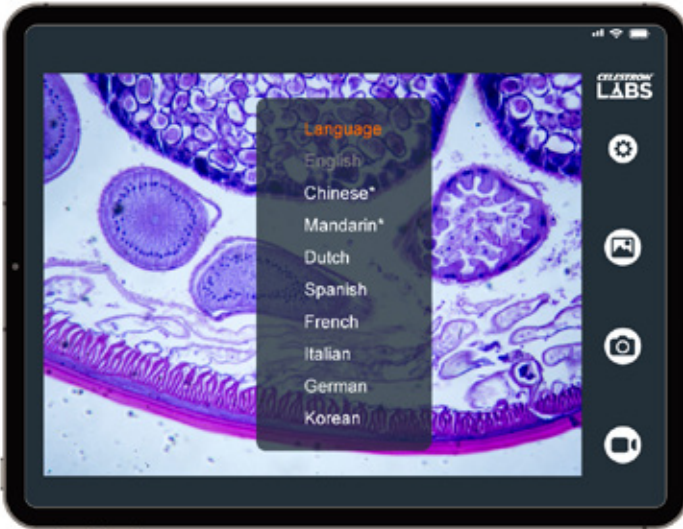 CELESTRON
LABS
Language
English
Chinese*
Mandarin*
Dutch
Spanish
French
Italian
German
Korean